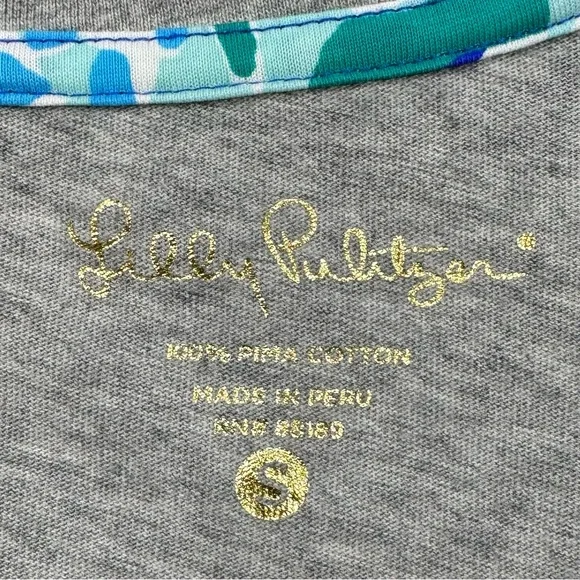 Lilly Pulitzer®
100% PIMA COTTON
MADE IN PERU
RN# 85189
S